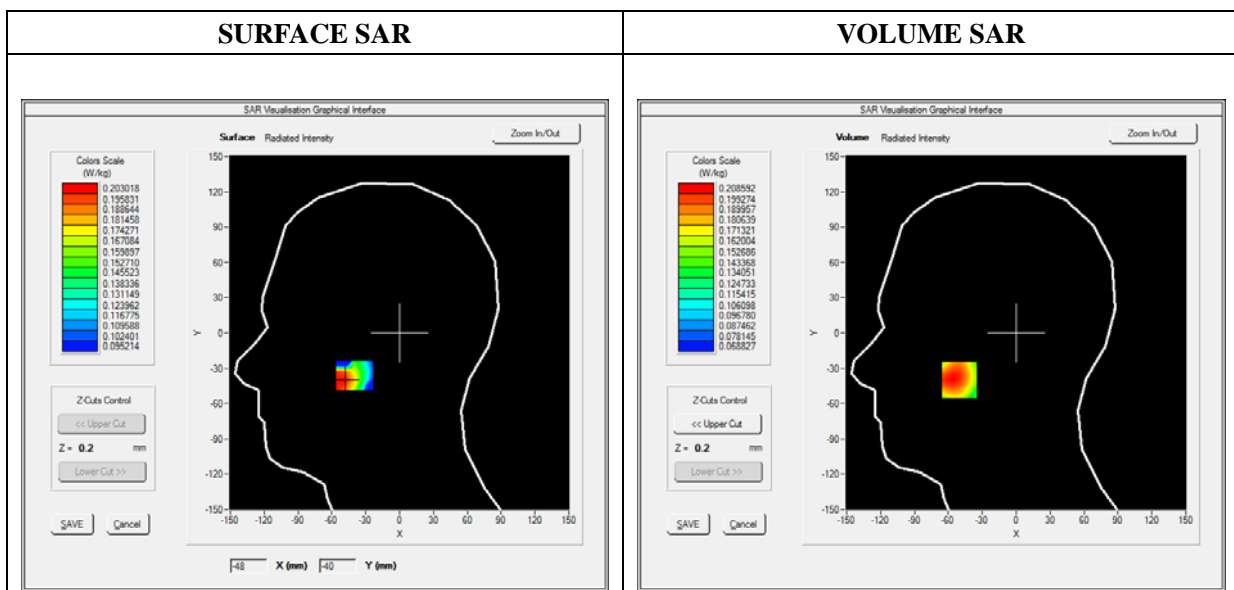 SURFACE SAR
SAR Visualisation Graphical Interface
Surface Radiated Intensity
Zoom In/Out
Colors Scale
(W/kg)
0.203018
0.195831
0.188644
0.181458
0.174271
0.167084
0.159897
0.152710
0.145523
0.138336
0.131149
0.123962
0.116775
0.109588
0.102401
0.095214
Z-Cuts Control
<< Upper Cut
Z = 0.2 mm
Lower Cut >>
SAVE Cancel
150
120
90
60
30
0
-30
-60
-90
-120
-150
Y
-150 -120 -90 -60 -30 0 30 60 90 120 150
X
-48 X (mm) -40 Y (mm)
VOLUME SAR
SAR Visualisation Graphical Interface
Volume Radiated Intensity
Zoom In/Out
Colors Scale
(W/kg)
0.208592
0.199274
0.189957
0.180639
0.171321
0.162004
0.152686
0.143368
0.134051
0.124733
0.115415
0.106098
0.096780
0.087462
0.078145
0.068827
Z-Cuts Control
<< Upper Cut
Z = 0.2 mm
Lower Cut >>
SAVE Cancel
150
120
90
60
30
0
-30
-60
-90
-120
-150
Y
-150 -120 -90 -60 -30 0 30 60 90 120 150
X